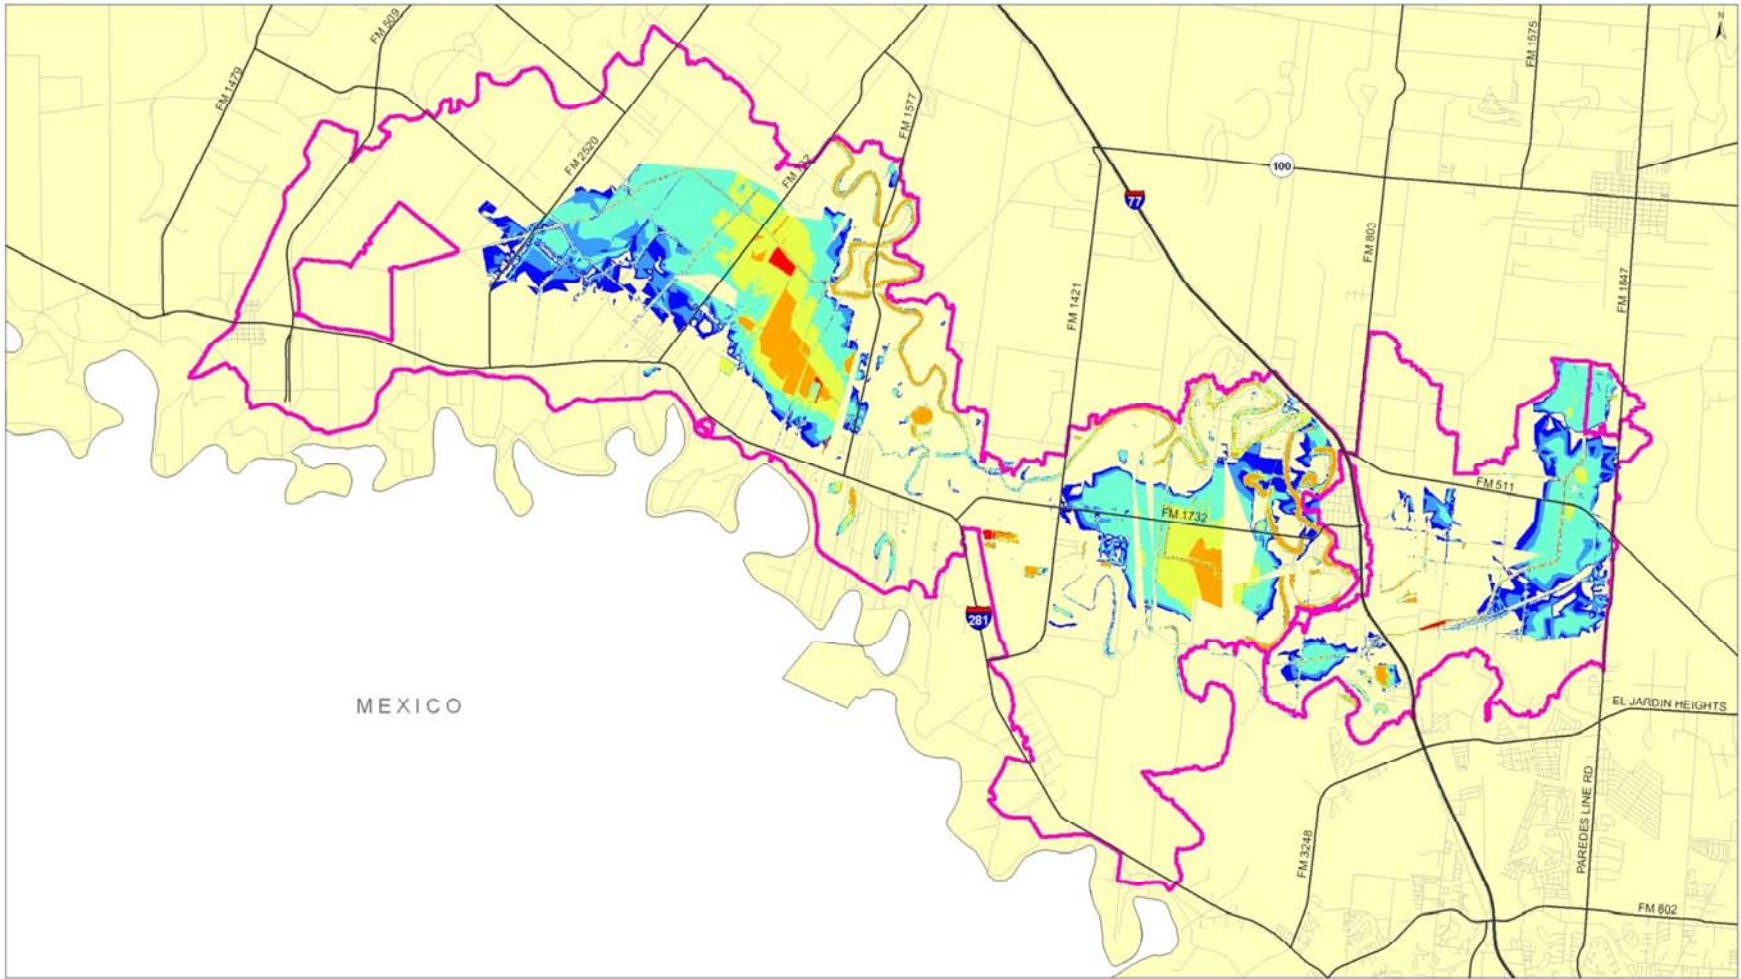 N
FM 509
FM 1479
FM 1575
FM 1577
FM 2520
100
77
FM 803
FM 1847
FM 1421
FM 511
FM 1732
281
MEXICO
EL JARDIN HEIGHTS
PAREDES LINE RD
FM 3248
FM 802